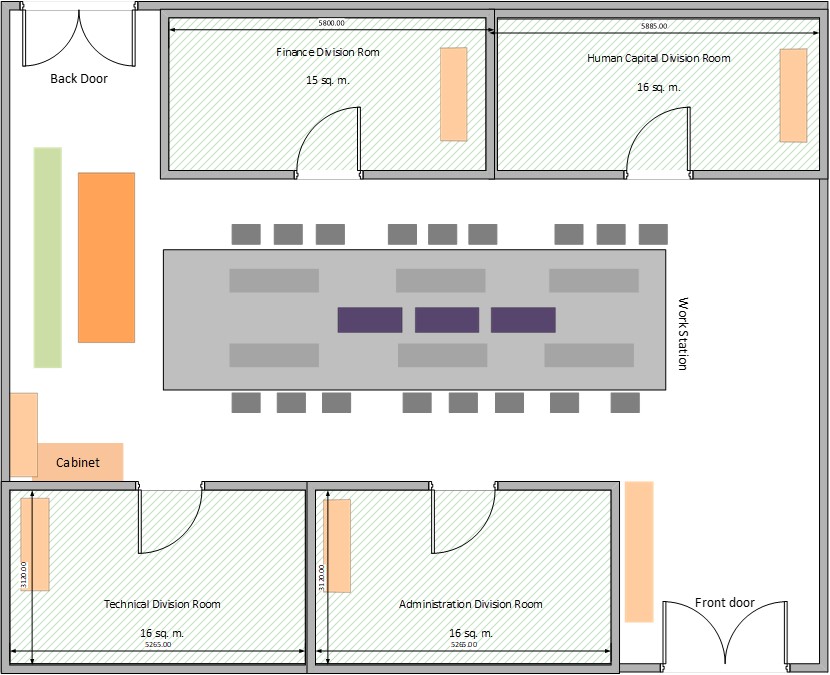 5800.00
5885.00
Finance Division Rom
15 sq. m.
Human Capital Division Room
16 sq. m.
Back Door
Work Station
Cabinet
3120.00
Technical Division Room
16 sq. m.
5265.00
3120.00
Administration Division Room
16 sq. m.
5265.00
Front door